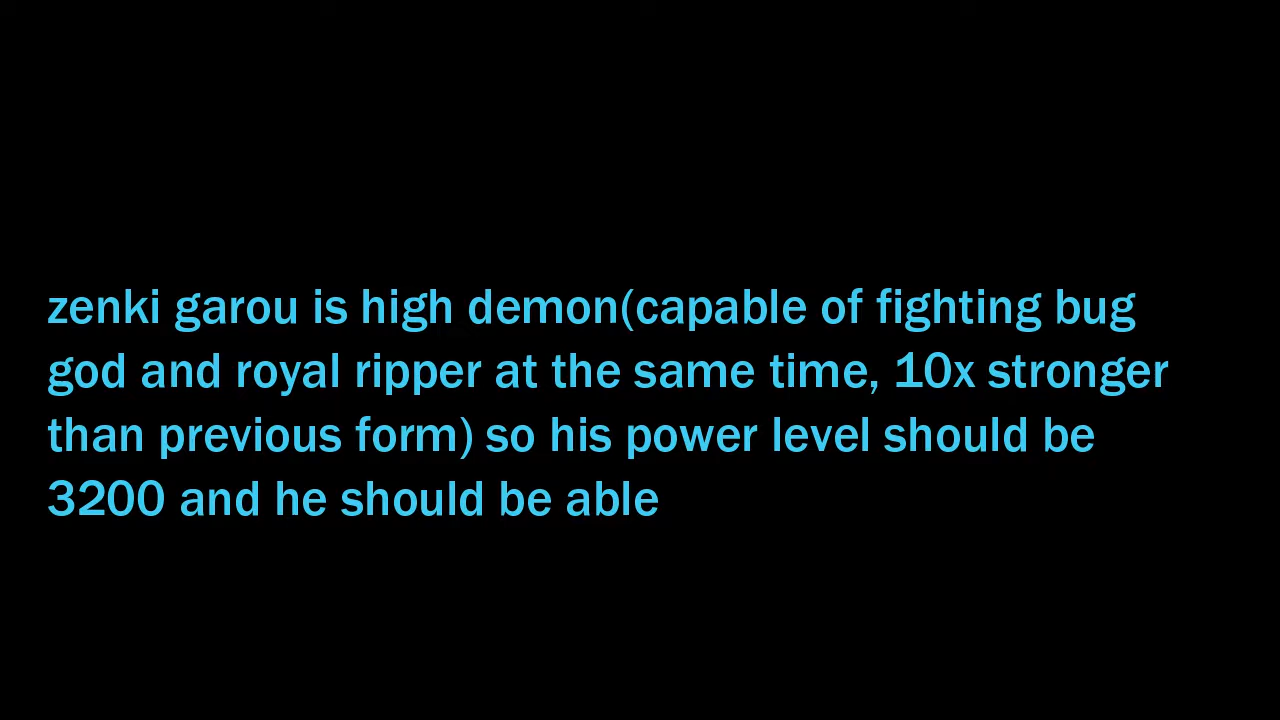 zenki garou is high demon(capable of fighting bug
god and royal ripper at the same time, 10x stronger
than previous form) so his power level should be
3200 and he should be able